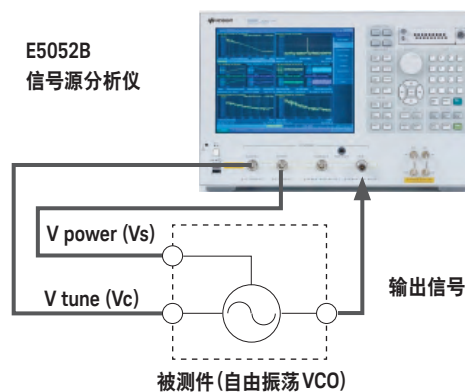 E5052B
信号源分析仪
KEYSIGHT
V power (Vs)
V tune (Vc)
输出信号
被测件(自由振荡VCO)